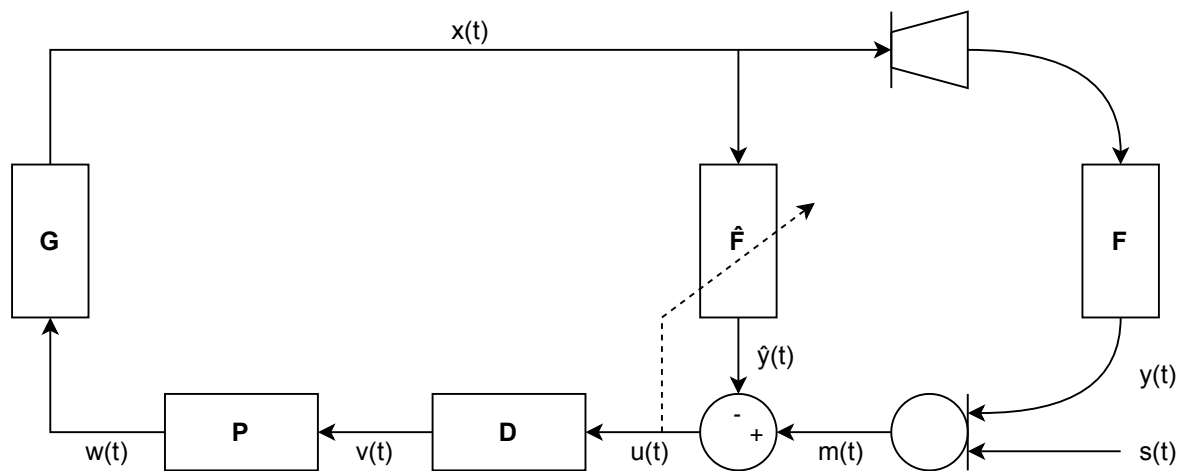 x(t)
G
F̂
F
ŷ(t)
y(t)
-
+
P
D
w(t)
v(t)
u(t)
m(t)
s(t)